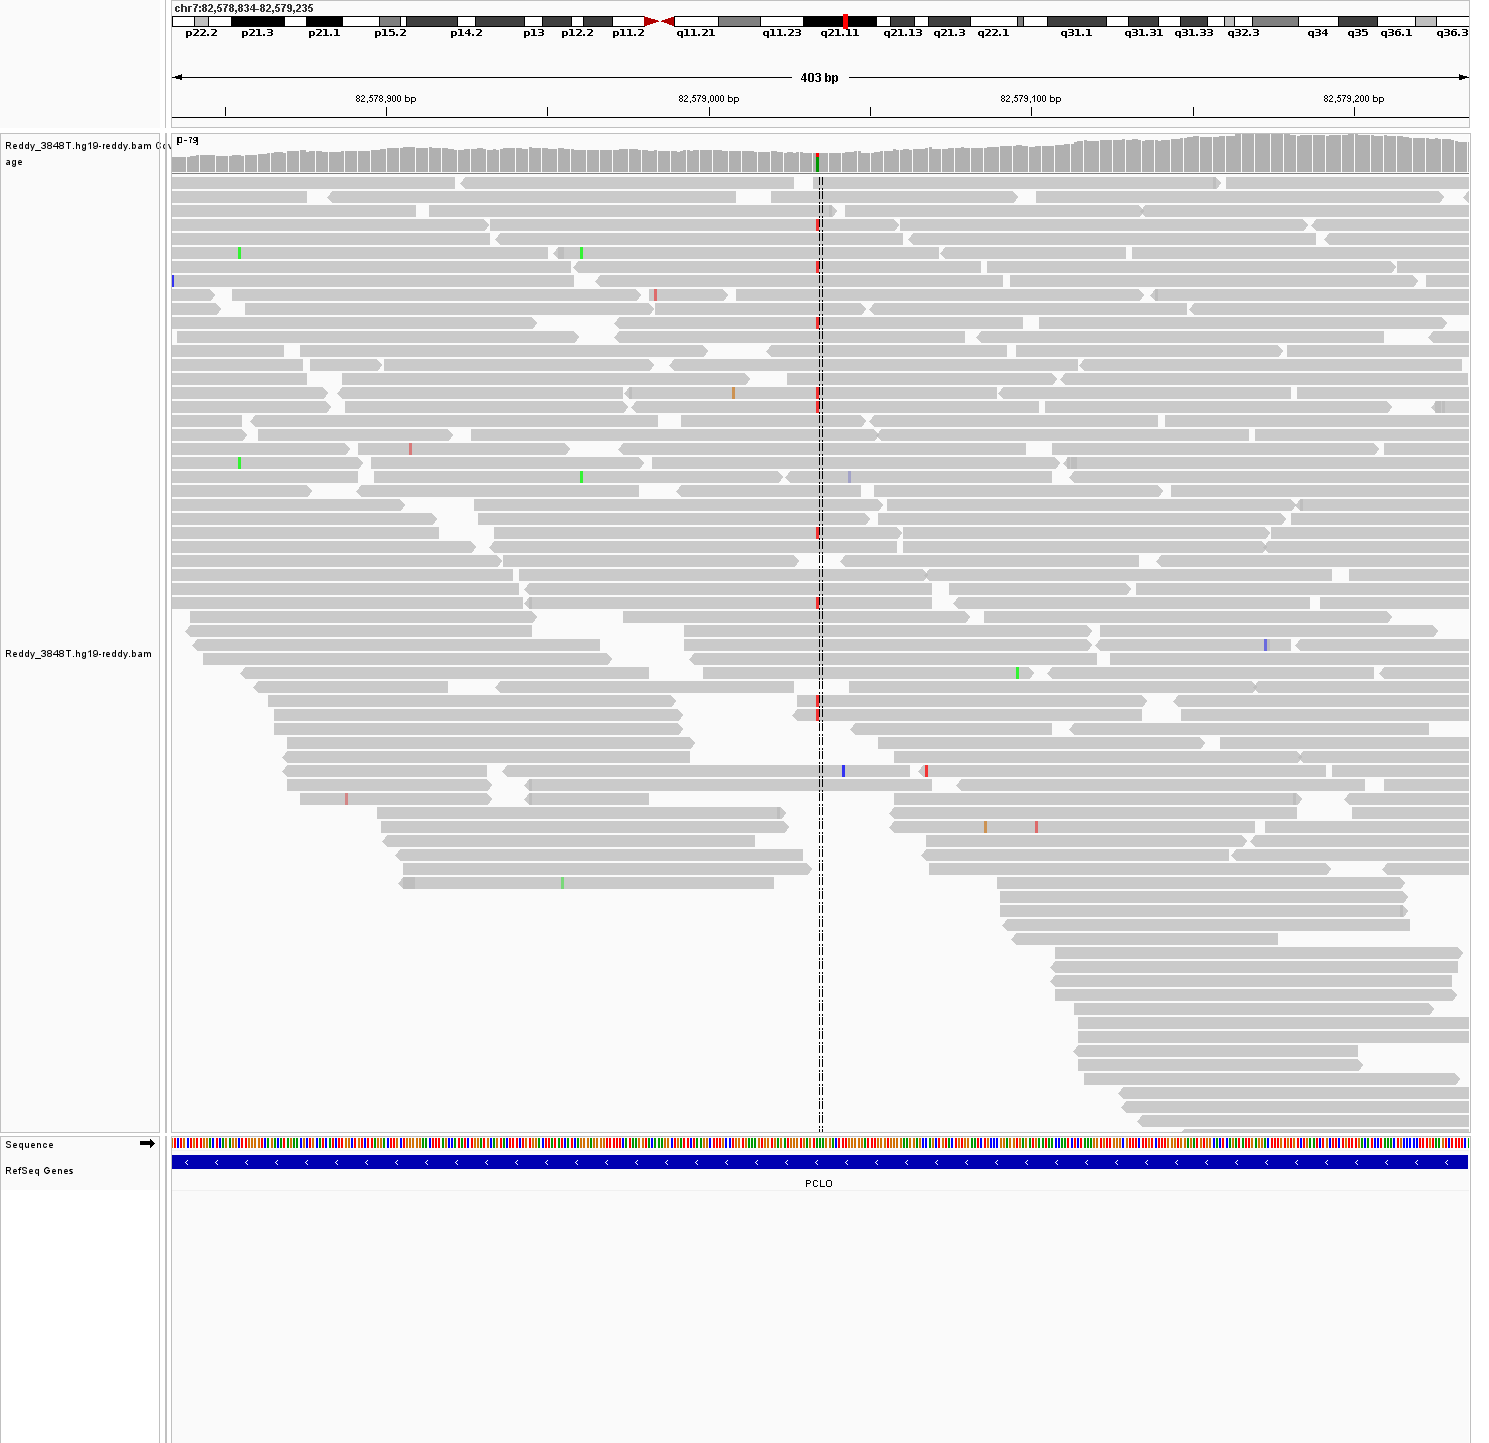 chr7:82,578,834-82,579,235
p22.2 p21.3 p21.1 p15.2 p14.2 p13 p12.2 p11.2 q11.21 q11.23 q21.11 q21.13 q21.3 q22.1 q31.1 q31.31 q31.33 q32.3 q34 q35 q36.1 q36.3
403 bp
82,578,900 bp 82,579,000 bp 82,579,100 bp 82,579,200 bp
[0-79]
Reddy_3848T.hg19-reddy.bam Cov
age
Reddy_3848T.hg19-reddy.bam
Sequence
RefSeq Genes
PCLO